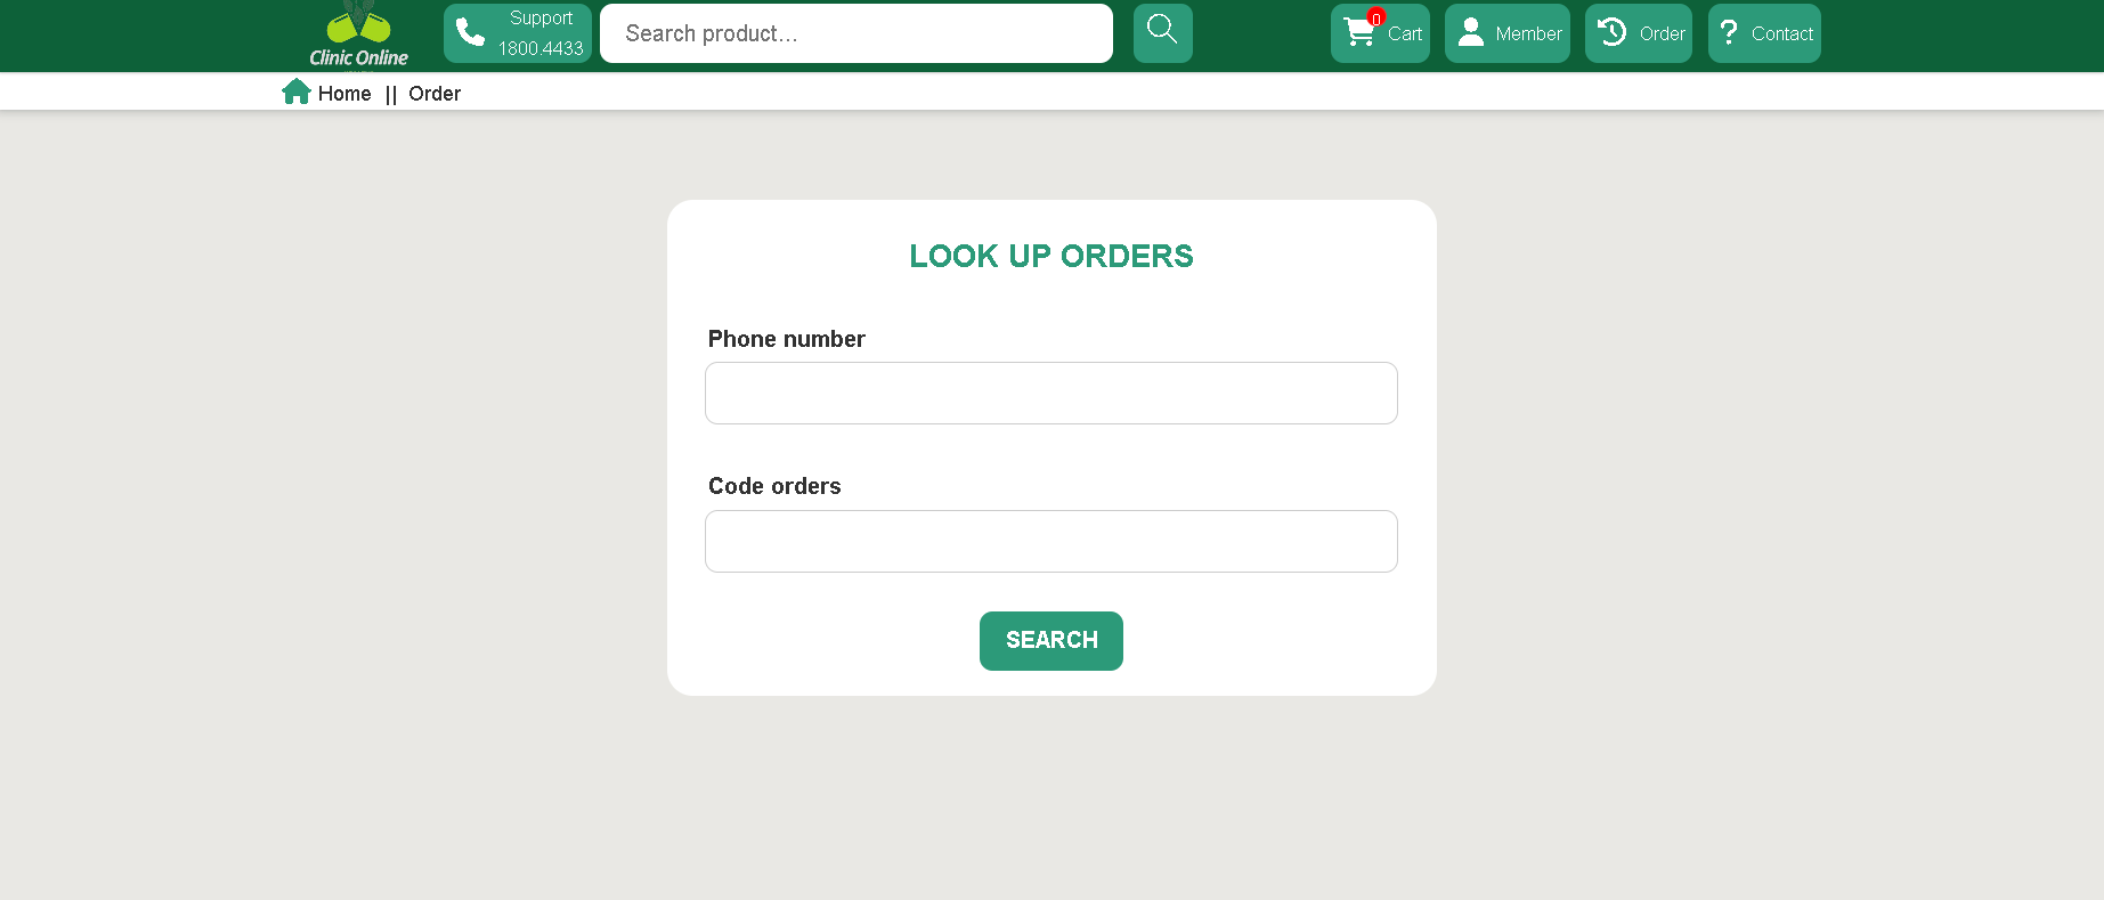 Clinic Online
Support
1800.4433
Search product...
0
Cart
Member
Order
? Contact
Home || Order
LOOK UP ORDERS
Phone number
Code orders
SEARCH